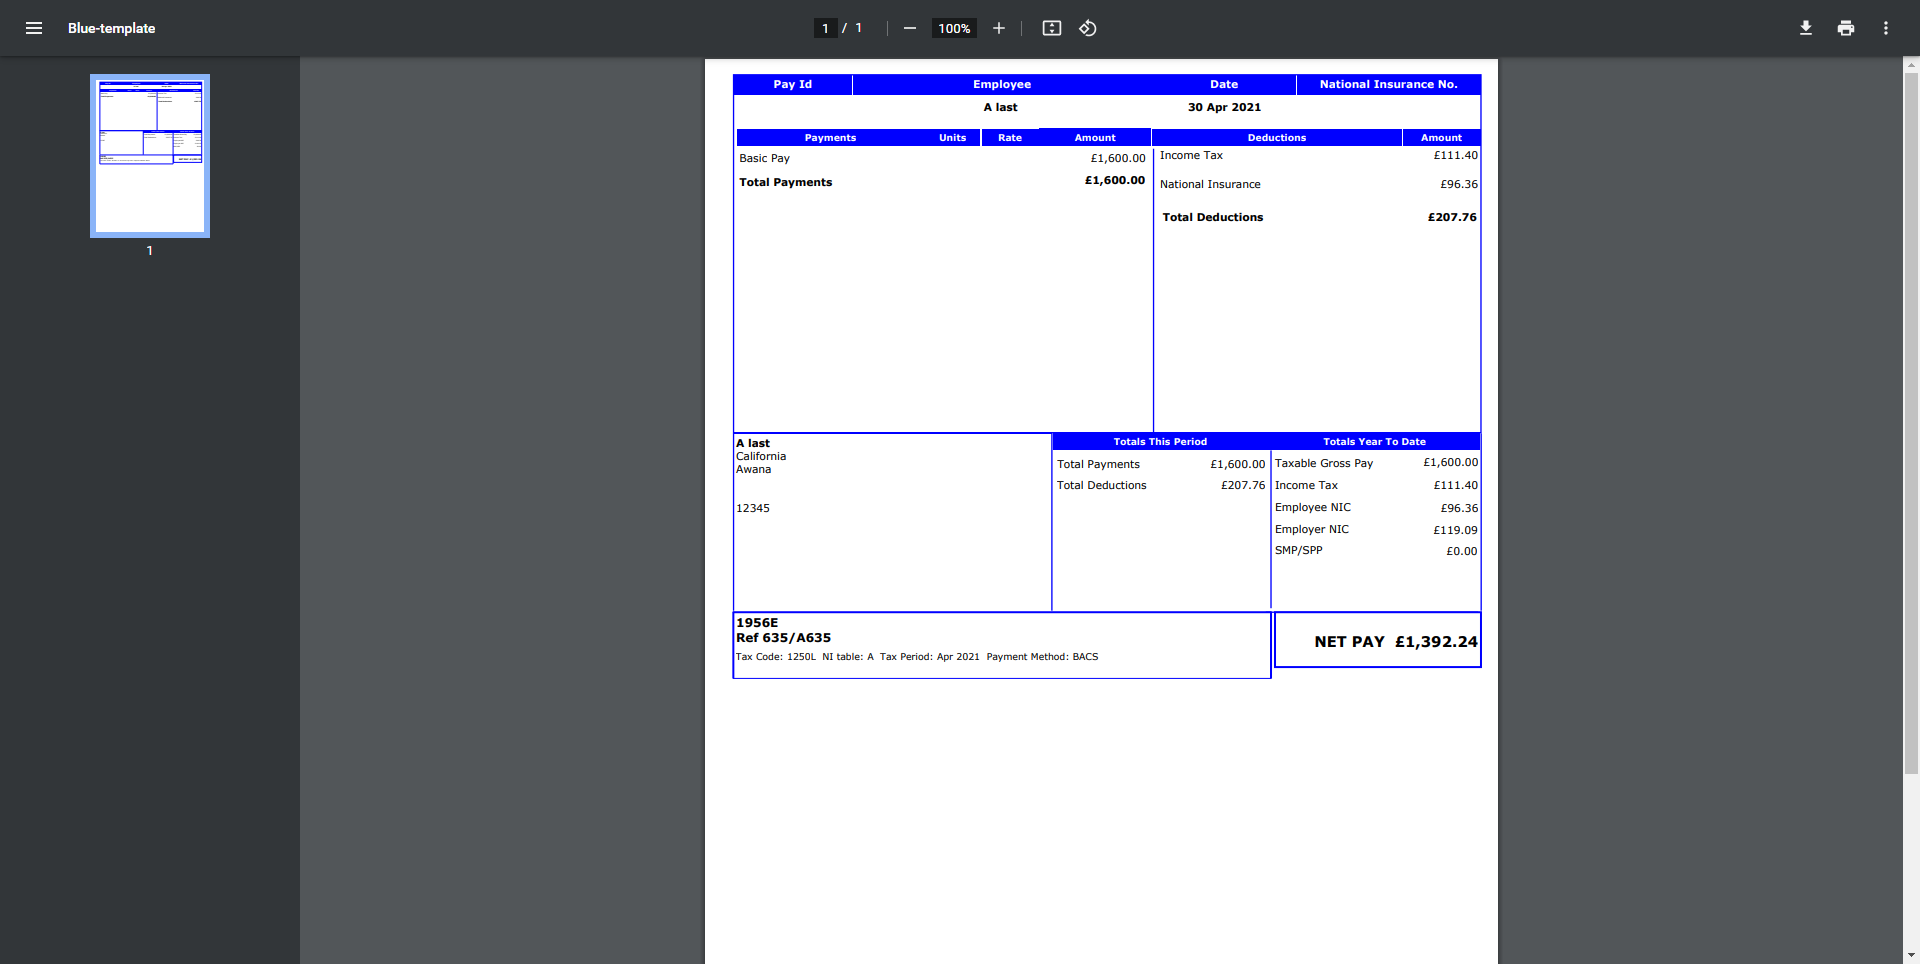 Blue-template
1 / 1
100%
1
Pay Id Employee Date National Insurance No.
A last 30 Apr 2021
Payments Units Rate Amount Deductions Amount
Basic Pay £1,600.00 Income Tax £111.40
Total Payments £1,600.00 National Insurance £96.36
Total Deductions £207.76
A last
California
Awana
12345
Totals This Period Totals Year To Date
Total Payments £1,600.00 Taxable Gross Pay £1,600.00
Total Deductions £207.76 Income Tax £111.40
Employee NIC £96.36
Employer NIC £119.09
SMP/SPP £0.00
1956E
Ref 635/A635
Tax Code: 1250L NI table: A Tax Period: Apr 2021 Payment Method: BACS
NET PAY £1,392.24